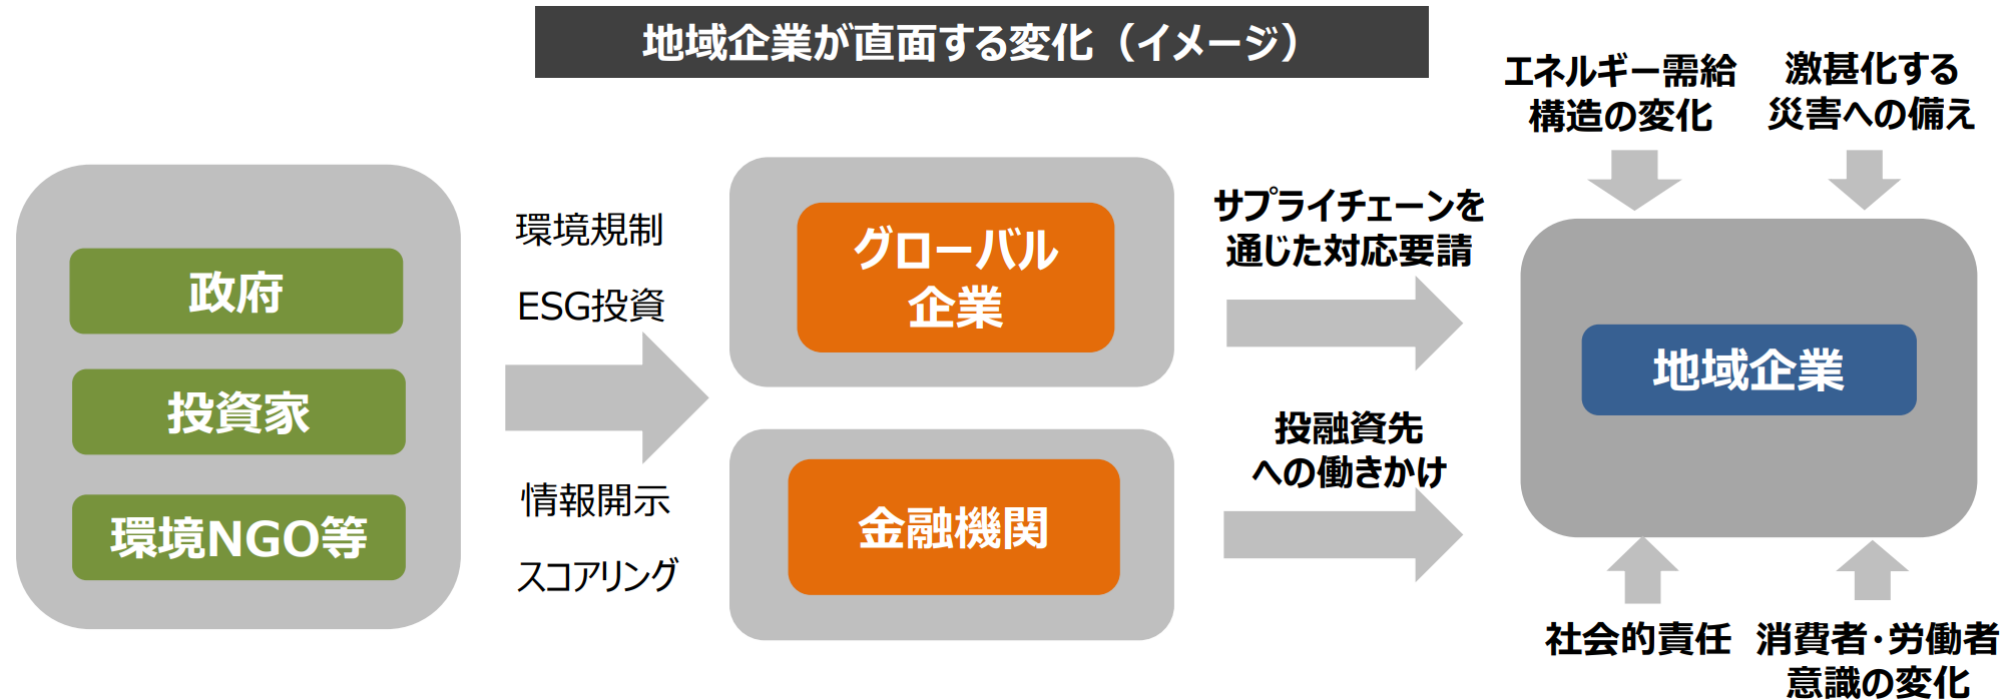 地域企業が直面する変化（イメージ）
政府
投資家
環境NGO等
環境規制
ESG投資
情報開示
スコアリング
グローバル
企業
金融機関
サプライチェーンを
通じた対応要請
投融資先
への働きかけ
エネルギー需給
構造の変化
激甚化する
災害への備え
地域企業
社会的責任
消費者・労働者
意識の変化